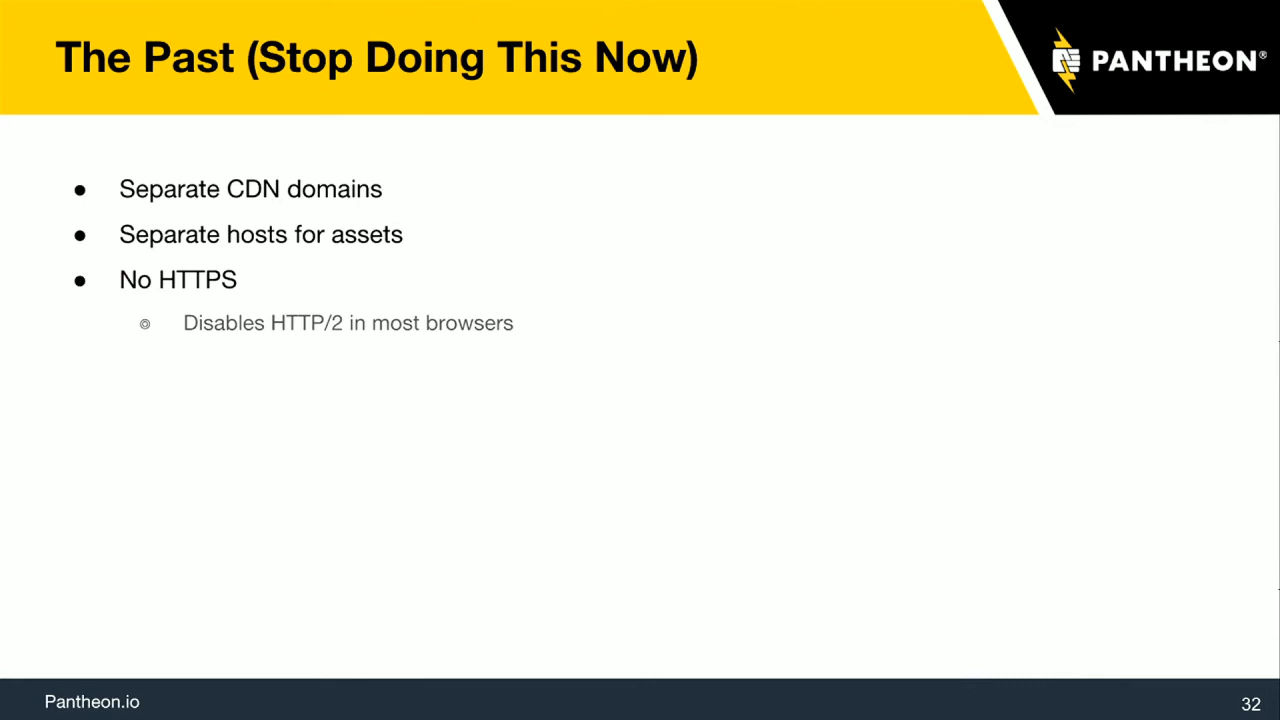 The Past (Stop Doing This Now)
PANTHEON®
● Separate CDN domains
● Separate hosts for assets
● No HTTPS
◎ Disables HTTP/2 in most browsers
Pantheon.io
32